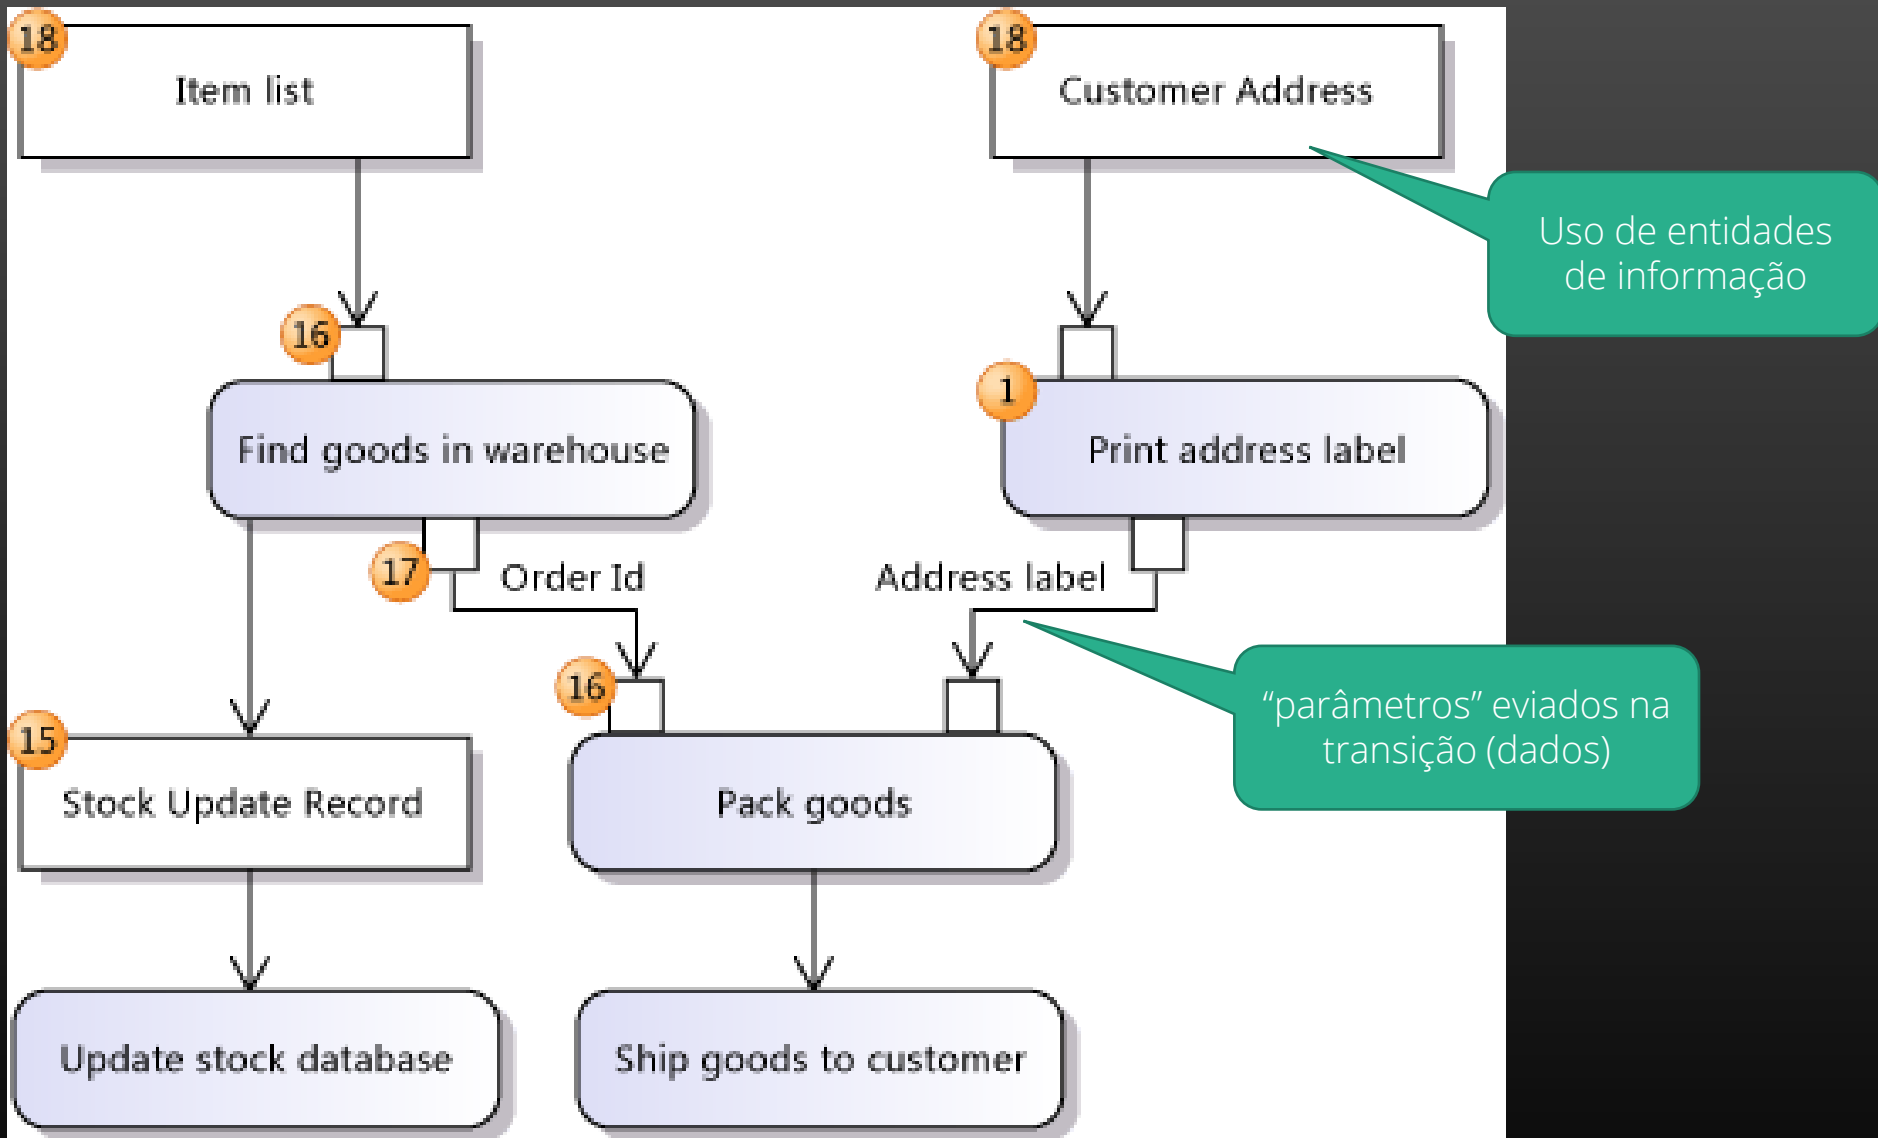 18
Item list
18
Customer Address
Uso de entidades
de informação
16
Find goods in warehouse
1
Print address label
17
Order Id
Address label
16
“parâmetros” eviados na
transição (dados)
15
Stock Update Record
Pack goods
Update stock database
Ship goods to customer